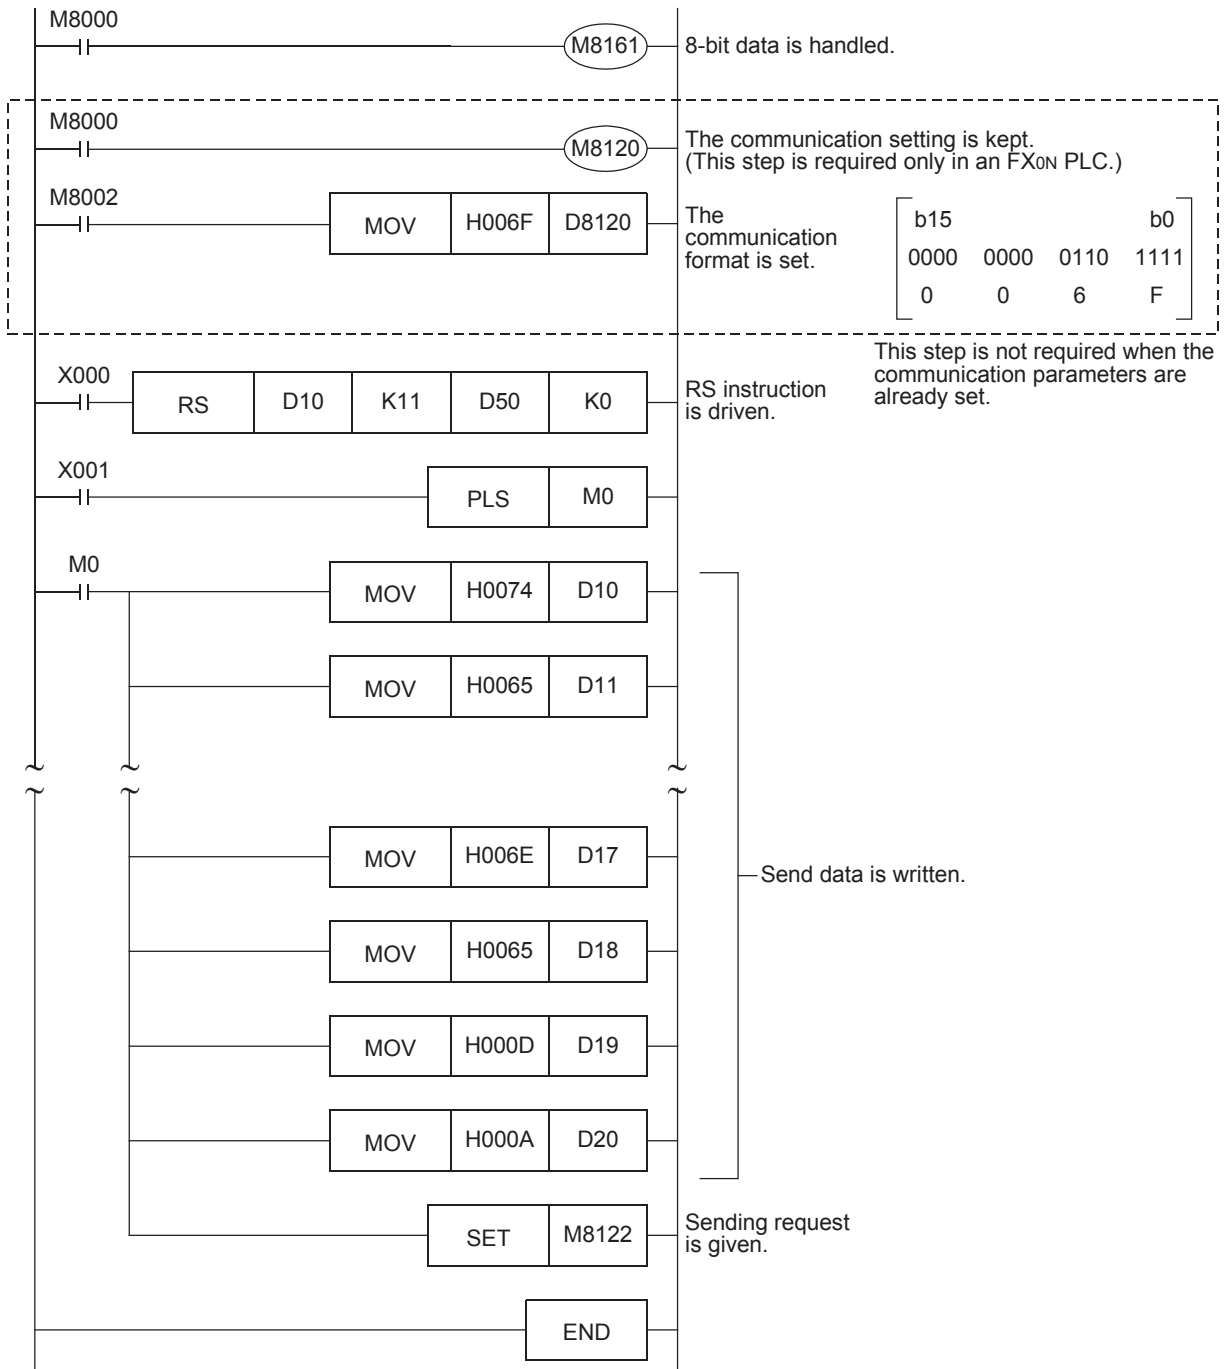 M8000
M8161
8-bit data is handled.
M8000
M8120
The communication setting is kept.
(This step is required only in an FX0N PLC.)
M8002
MOV H006F D8120
The
communication
format is set.
b15 b0
0000 0000 0110 1111
0 0 6 F
This step is not required when the
communication parameters are
already set.
X000
RS D10 K11 D50 K0
RS instruction
is driven.
X001
PLS M0
M0
MOV H0074 D10
MOV H0065 D11
MOV H006E D17
Send data is written.
MOV H0065 D18
MOV H000D D19
MOV H000A D20
SET M8122
Sending request
is given.
END